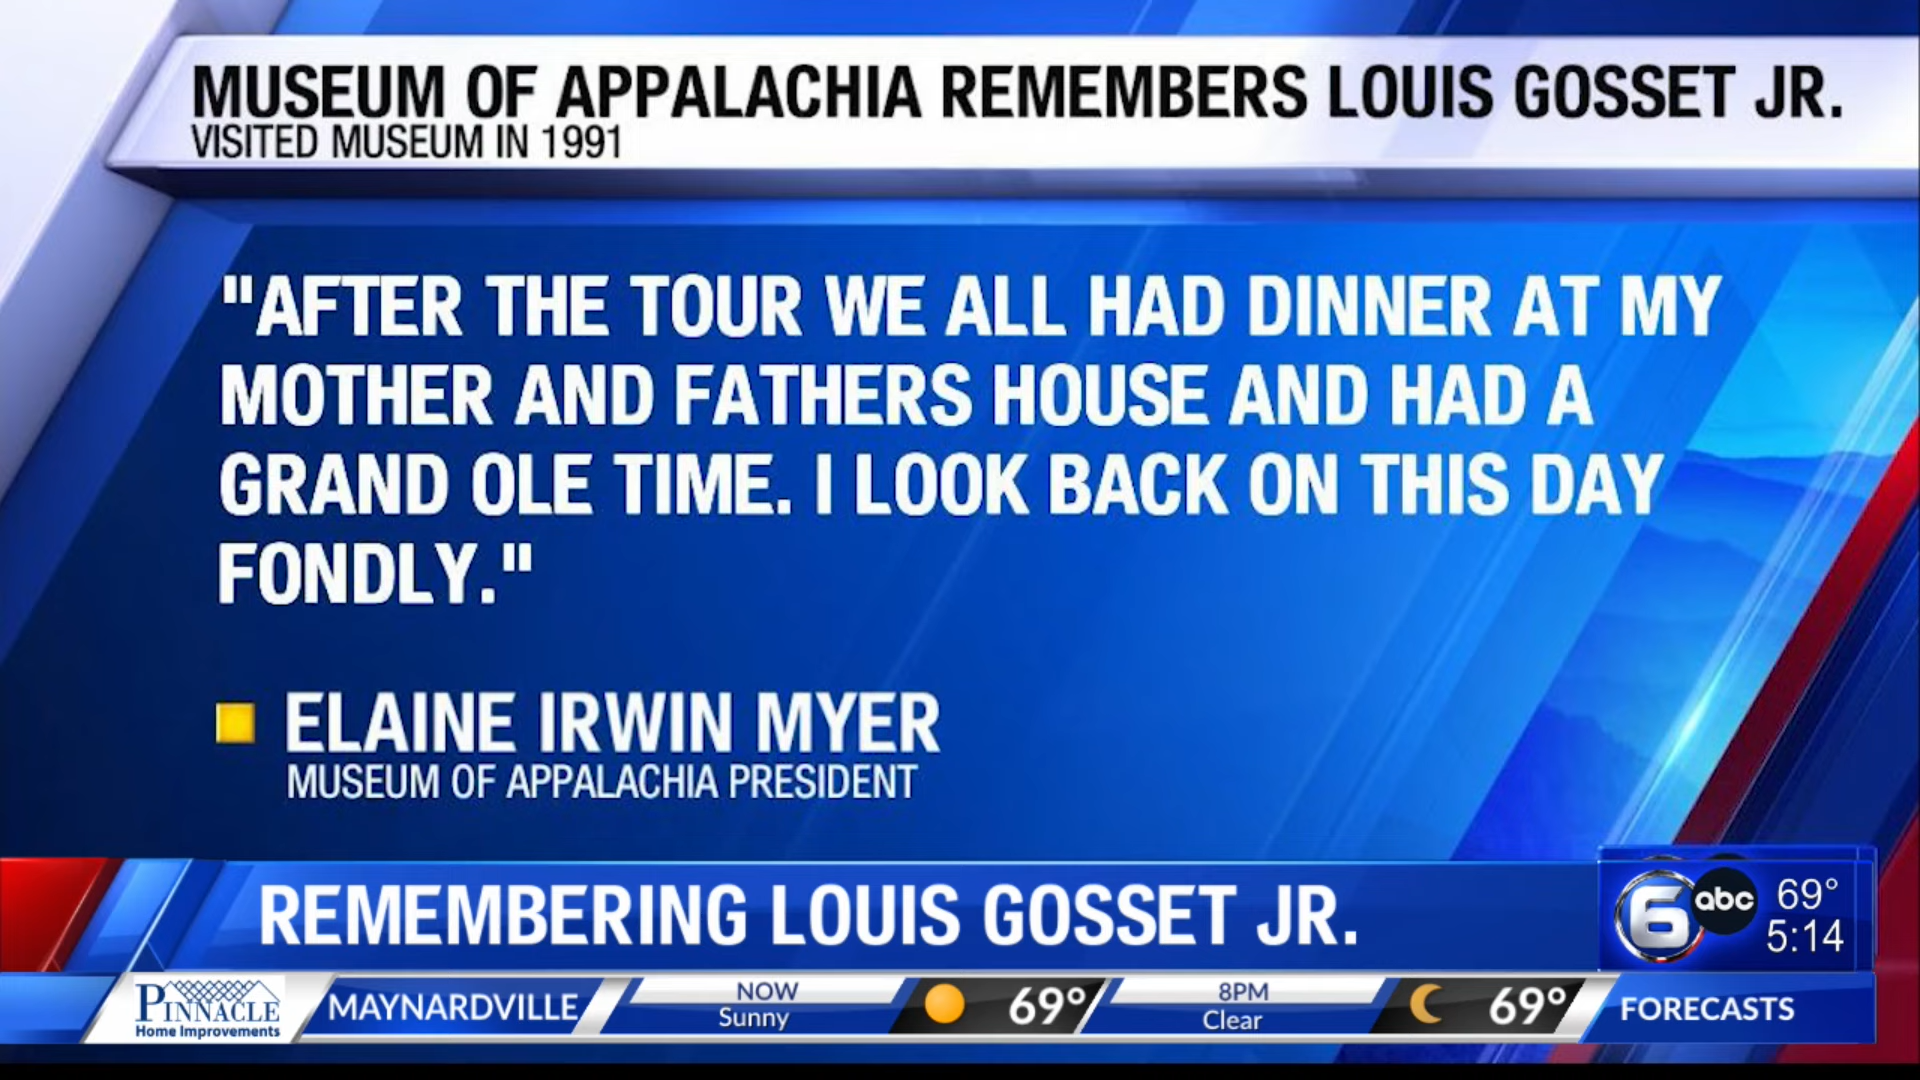 MUSEUM OF APPALACHIA REMEMBERS LOUIS GOSSET JR.
VISITED MUSEUM IN 1991
"AFTER THE TOUR WE ALL HAD DINNER AT MY
MOTHER AND FATHERS HOUSE AND HAD A
GRAND OLE TIME. I LOOK BACK ON THIS DAY
FONDLY."
ELAINE IRWIN MYER
MUSEUM OF APPALACHIA PRESIDENT
REMEMBERING LOUIS GOSSET JR.
6 abc 69°
5:14
PINNACLE
Home Improvements
MAYNARDVILLE
NOW
Sunny
69°
8PM
Clear
69°
FORECASTS